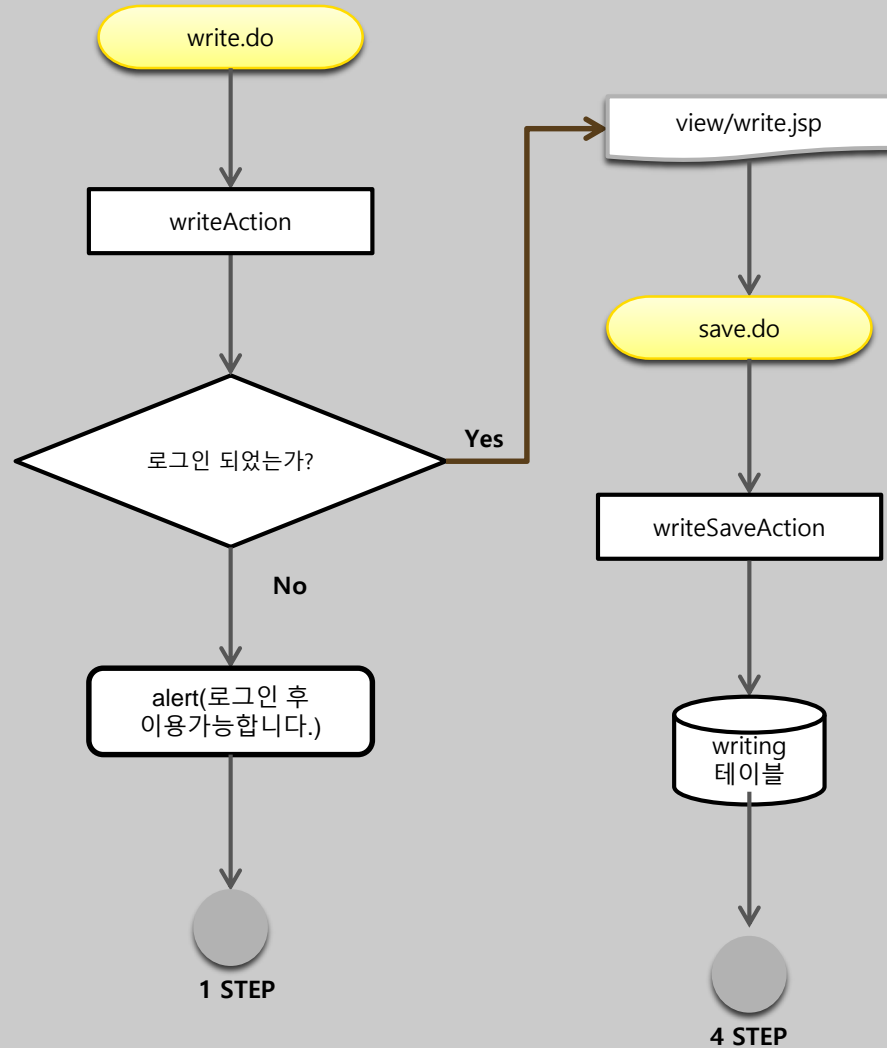 write.do
writeAction
로그인 되었는가?
Yes
No
alert(로그인 후
이용가능합니다.)
1 STEP
view/write.jsp
save.do
writeSaveAction
writing
테이블
4 STEP